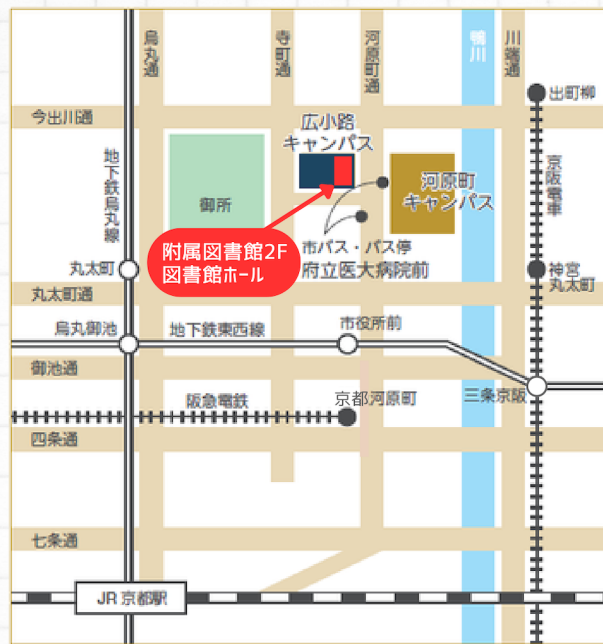 烏丸通
寺町通
河原町通
鴨川
川端通
出町柳
今出川通
広小路
キャンパス
地下鉄烏丸線
京阪電車
河原町
キャンパス
御所
附属図書館2F
図書館ホール
市バス・バス停
府立医大病院前
丸太町
神宮
丸太町
丸太町通
烏丸御池
地下鉄東西線
市役所前
御池通
三条京阪
阪急電鉄
京都河原町
四条通
七条通
JR 京都駅